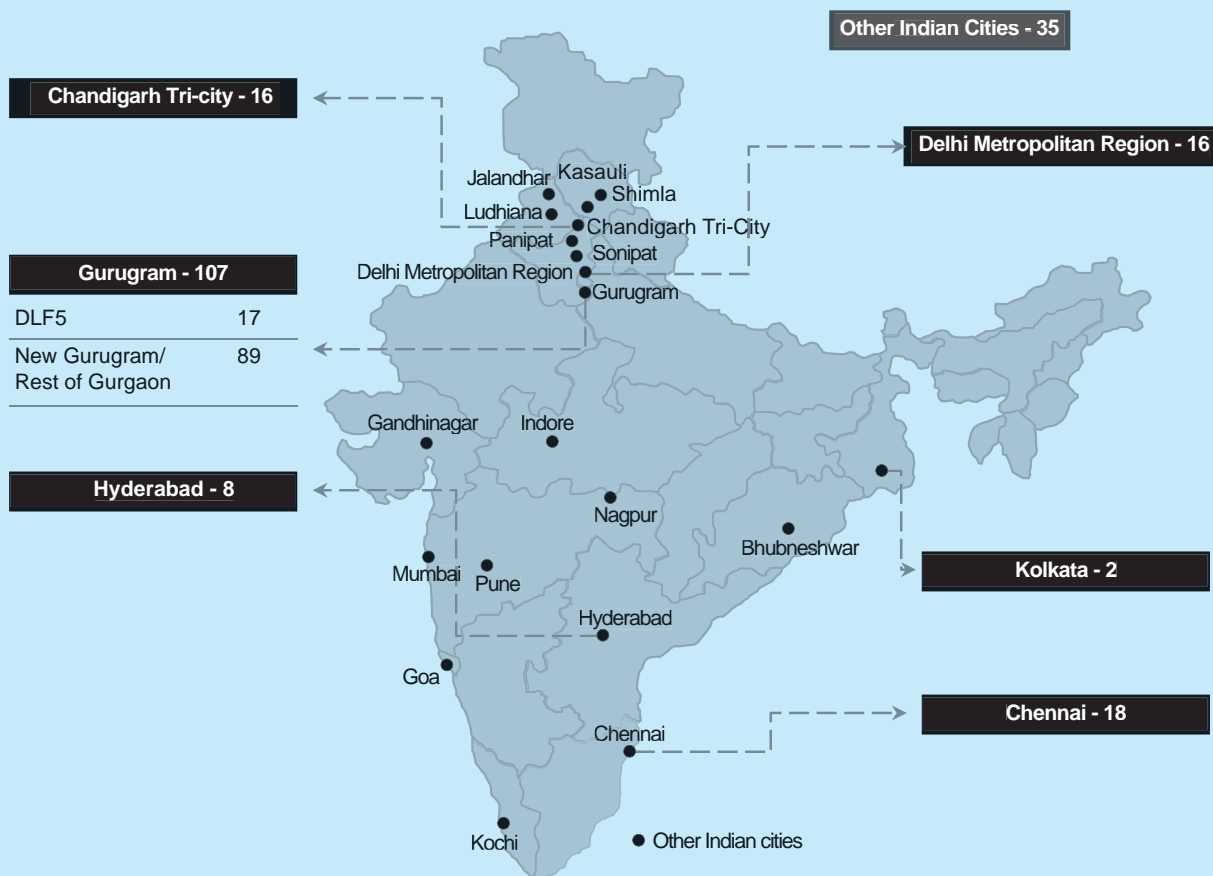 Other Indian Cities - 35
Chandigarh Tri-city - 16
Delhi Metropolitan Region - 16
Kasauli
Jalandhar
Shimla
Ludhiana
Chandigarh Tri-City
Panipat
Sonipat
Delhi Metropolitan Region
Gurugram
Gurugram - 107
DLF5 17
New Gurugram/ 89
Rest of Gurgaon
Gandhinagar
Indore
Hyderabad - 8
Nagpur
Bhubneshwar
Mumbai
Pune
Kolkata - 2
Hyderabad
Goa
Chennai - 18
Chennai
Kochi
Other Indian cities